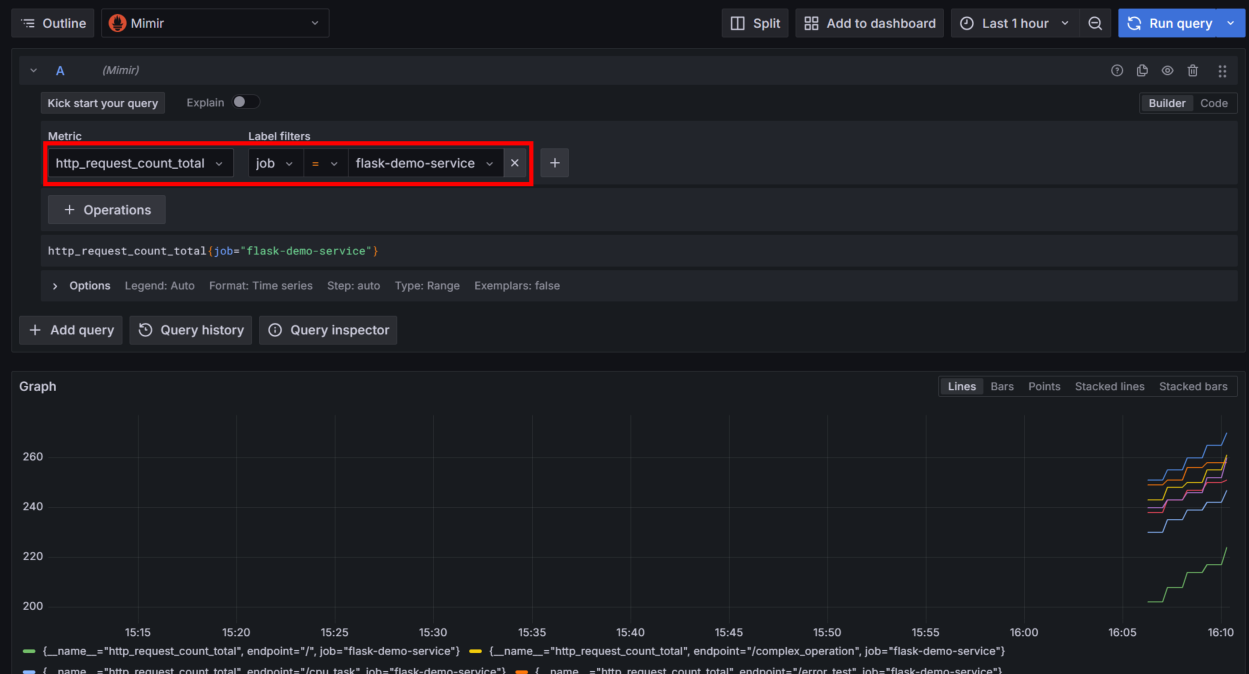 Outline Mimir Split Add to dashboard Last 1 hour Run query
A (Mimir)
Kick start your query Explain Builder Code
Metric Label filters
http_request_count_total job = flask-demo-service × +
+ Operations
http_request_count_total{job="flask-demo-service"}
Options Legend: Auto Format: Time series Step: auto Type: Range Exemplars: false
+ Add query Query history Query inspector
Graph Lines Bars Points Stacked lines Stacked bars
260
240
220
200
15:15 15:20 15:25 15:30 15:35 15:40 15:45 15:50 15:55 16:00 16:05 16:10
{__name__="http_request_count_total", endpoint="/", job="flask-demo-service"} {__name__="http_request_count_total", endpoint="/complex_operation", job="flask-demo-service"}
{__name__="http_request_count_total", endpoint="/cpu_task", job="flask-demo-service"} {__name__="http_request_count_total", endpoint="/error_test", job="flask-demo-service"}